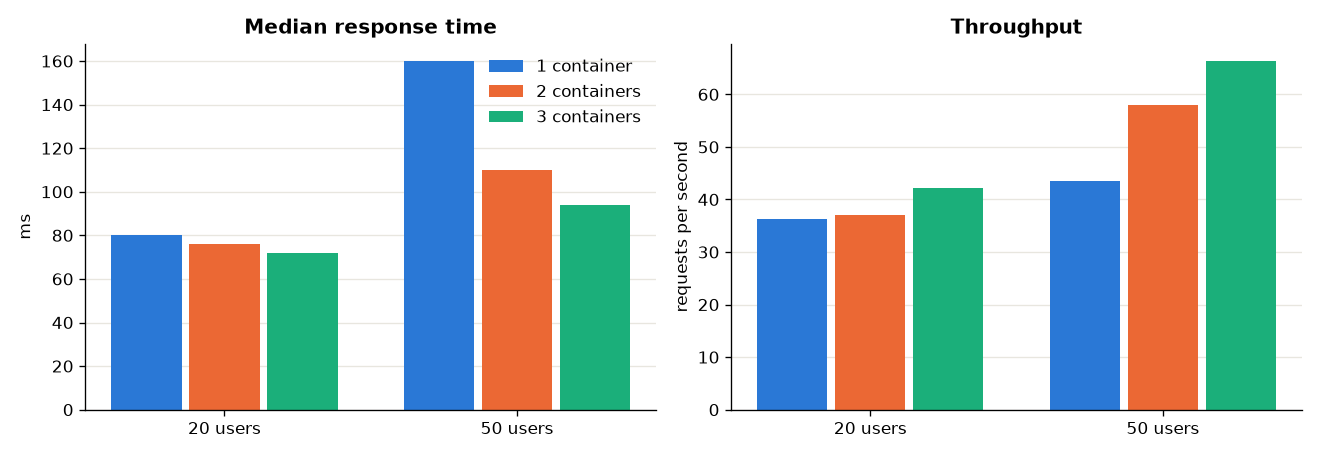 Median response time
ms
160
140
120
100
80
60
40
20
0
1 container
2 containers
3 containers
20 users
50 users
Throughput
requests per second
60
50
40
30
20
10
0
20 users
50 users